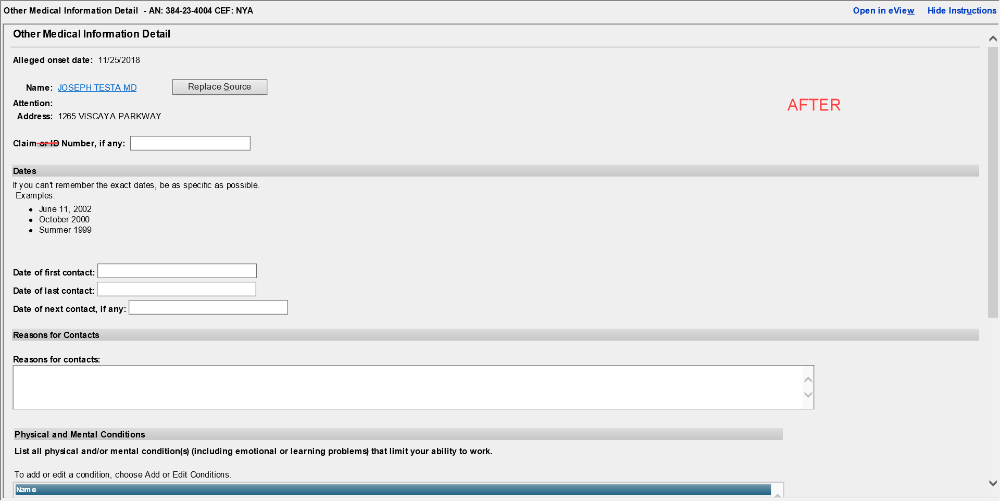 Other Medical Information Detail - AN: 384-23-4004 CEF: NYA
Open in eView Hide Instructions
Other Medical Information Detail
Alleged onset date: 11/25/2018
Name: JOSEPH TESTA MD Replace Source
AFTER
Attention:
Address: 1265 VISCAYA PARKWAY
Claim or ID Number, if any:
Dates
If you can't remember the exact dates, be as specific as possible.
Examples:
• June 11, 2002
• October 2000
• Summer 1999
Date of first contact:
Date of last contact:
Date of next contact, if any:
Reasons for Contacts
Reasons for contacts:
Physical and Mental Conditions
List all physical and/or mental condition(s) (including emotional or learning problems) that limit your ability to work.
To add or edit a condition, choose Add or Edit Conditions.
Name